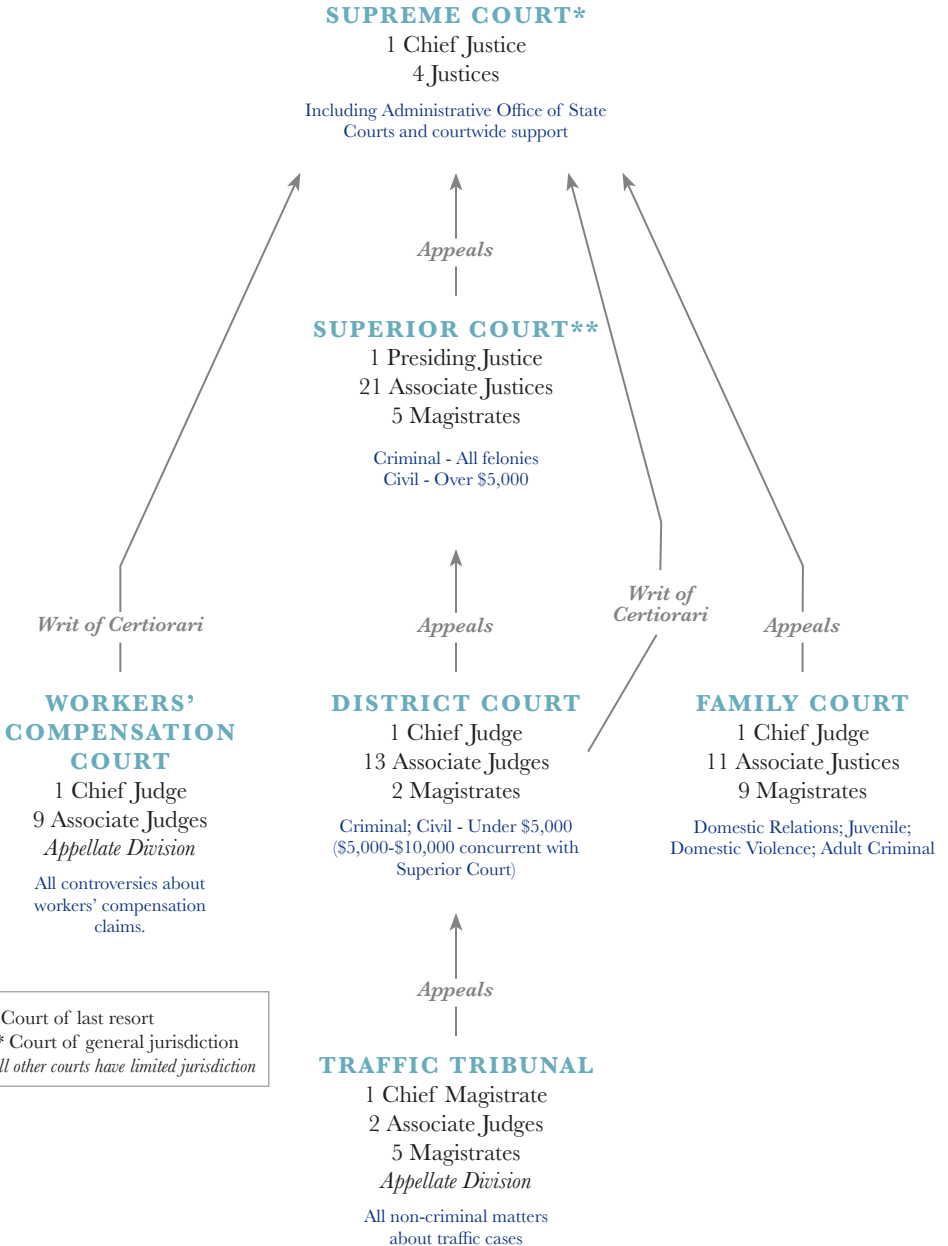 SUPREME COURT*
1 Chief Justice
4 Justices
Including Administrative Office of State
Courts and courtwide support
Appeals
SUPERIOR COURT**
1 Presiding Justice
21 Associate Justices
5 Magistrates
Criminal - All felonies
Civil - Over $5,000
Writ of Certiorari
Appeals
Writ of
Certiorari
Appeals
WORKERS’
COMPENSATION
COURT
1 Chief Judge
9 Associate Judges
Appellate Division
All controversies about
workers’ compensation
claims.
DISTRICT COURT
1 Chief Judge
13 Associate Judges
2 Magistrates
Criminal; Civil - Under $5,000
($5,000-$10,000 concurrent with
Superior Court)
FAMILY COURT
1 Chief Judge
11 Associate Justices
9 Magistrates
Domestic Relations; Juvenile;
Domestic Violence; Adult Criminal
Appeals
Court of last resort
* Court of general jurisdiction
ll other courts have limited jurisdiction
TRAFFIC TRIBUNAL
1 Chief Magistrate
2 Associate Judges
5 Magistrates
Appellate Division
All non-criminal matters
about traffic cases